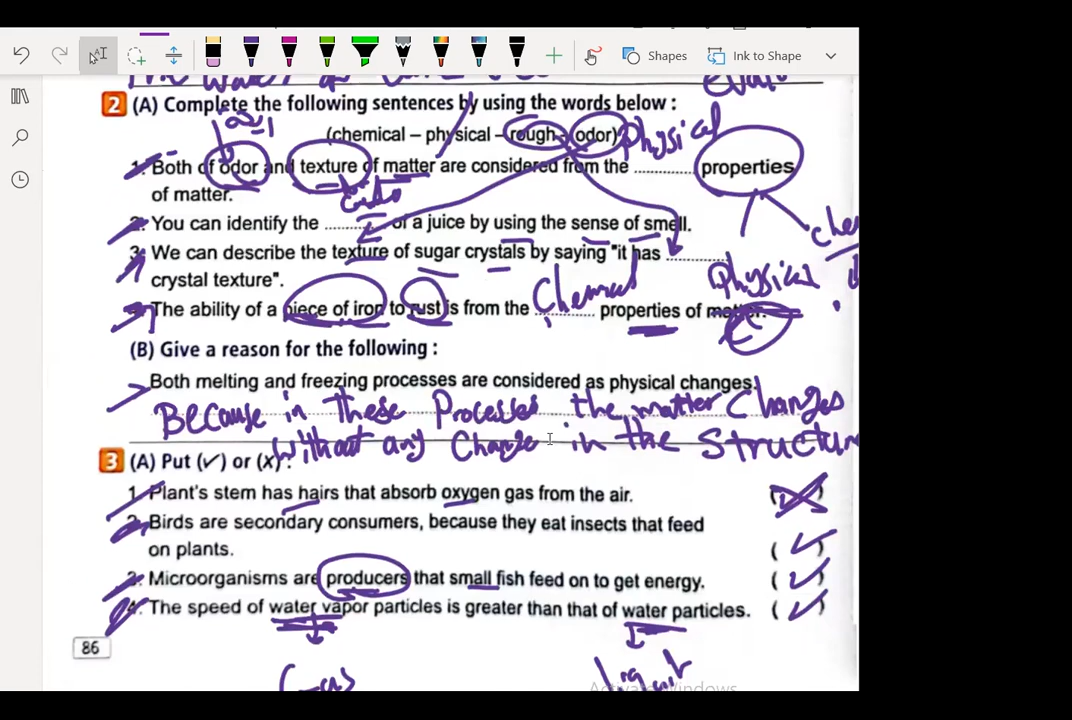 Shapes
Ink to Shape
2 (A) Complete the following sentences by using the words below :
(chemical – physical – rough – odor) physical
1. Both of odor and texture of matter are considered from the ............ properties
of matter.
2. You can identify the ............ of a juice by using the sense of smell.
3. We can describe the texture of sugar crystals by saying "it has ............
crystal texture".
physical
4. The ability of a piece of iron to rust is from the chemical ............ properties of matter.
(B) Give a reason for the following :
Both melting and freezing processes are considered as physical changes.
Because in these Processes the matter Changes
without any Change in the Structure
3 (A) Put (✓) or (x) :
1. Plant's stem has hairs that absorb oxygen gas from the air. (X)
2. Birds are secondary consumers, because they eat insects that feed
on plants. (✓)
3. Microorganisms are producers that small fish feed on to get energy. (✓)
4. The speed of water vapor particles is greater than that of water particles. (✓)
86
Gas